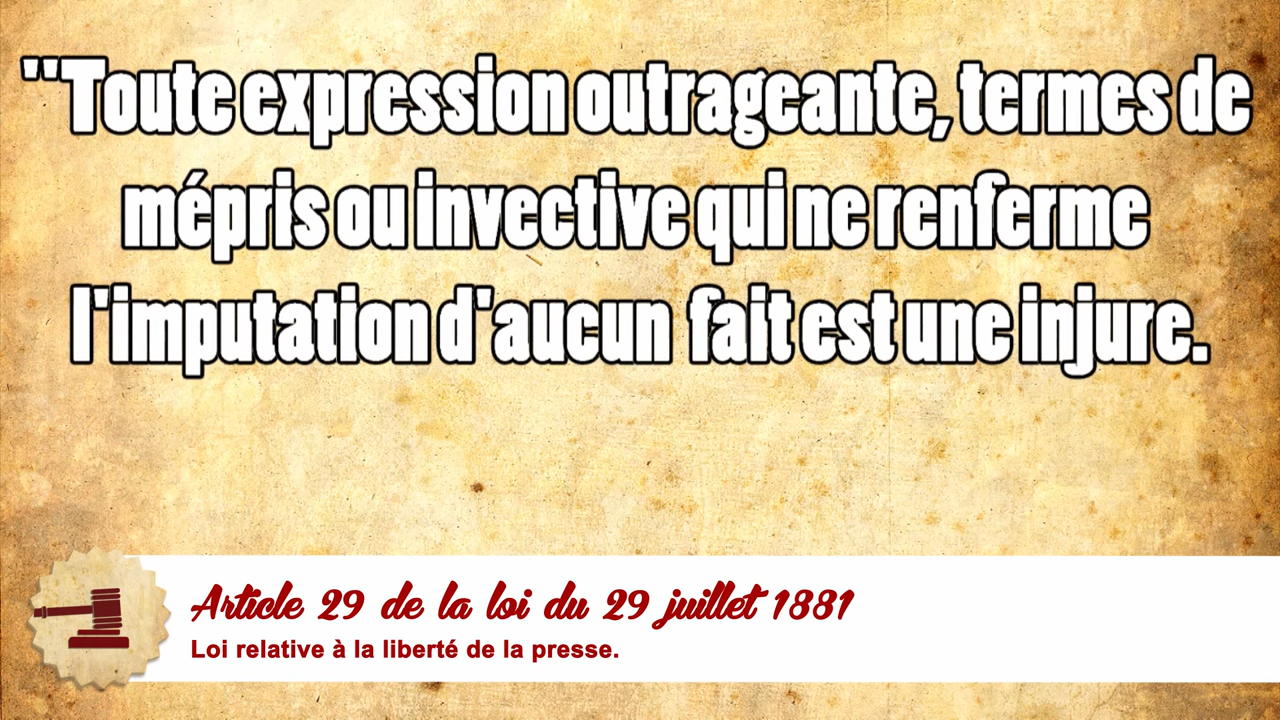 "Toute expression outrageante, termes de
mépris ou invective qui ne renferme
l'imputation d'aucun fait est une injure.
Article 29 de la loi du 29 juillet 1881
Loi relative à la liberté de la presse.